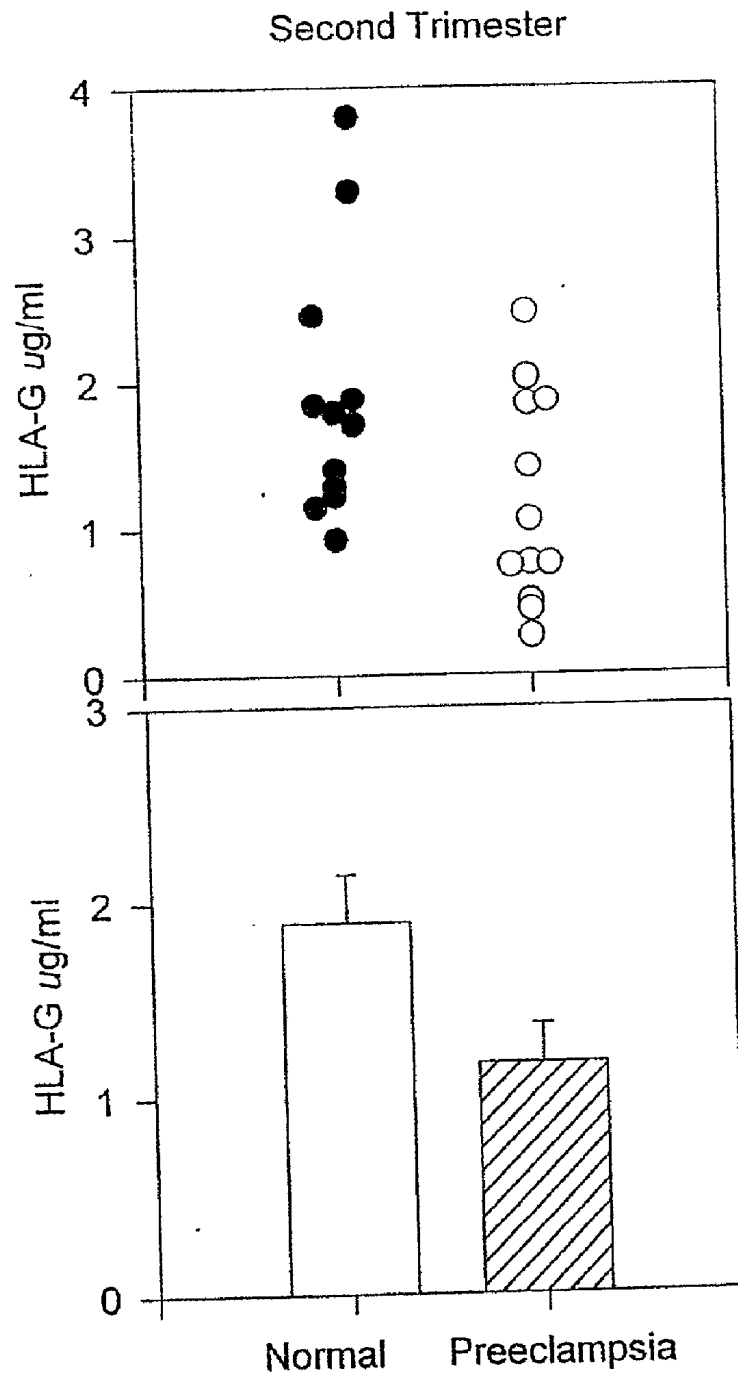 Second Trimester
4
3
2
1
0
HLA-G ug/ml
3
2
1
0
HLA-G ug/ml
Normal Preeclampsia